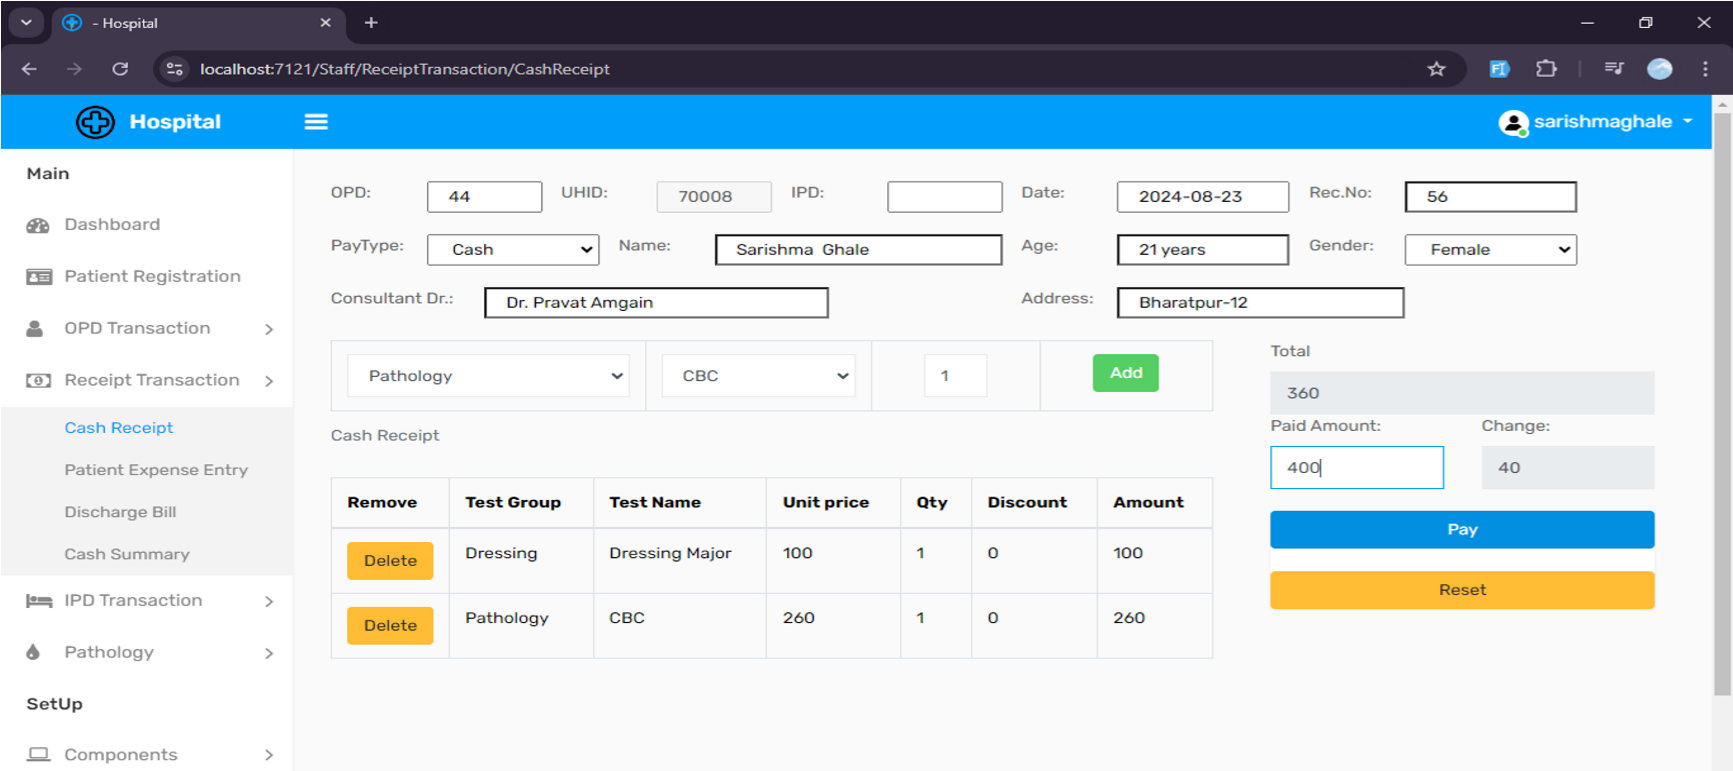 - Hospital
localhost:7121/Staff/ReceiptTransaction/CashReceipt
Hospital
sarishmaghale
Main
Dashboard
Patient Registration
OPD Transaction
Receipt Transaction
Cash Receipt
Patient Expense Entry
Discharge Bill
Cash Summary
IPD Transaction
Pathology
SetUp
Components
OPD: 44 UHID: 70008 IPD: Date: 2024-08-23 Rec.No: 56
PayType: Cash Name: Sarishma Ghale Age: 21 years Gender: Female
Consultant Dr.: Dr. Pravat Amgain Address: Bharatpur-12
Pathology CBC 1 Add
Cash Receipt
Remove Test Group Test Name Unit price Qty Discount Amount
Delete Dressing Dressing Major 100 1 0 100
Delete Pathology CBC 260 1 0 260
Total
360
Paid Amount: Change:
400 40
Pay
Reset